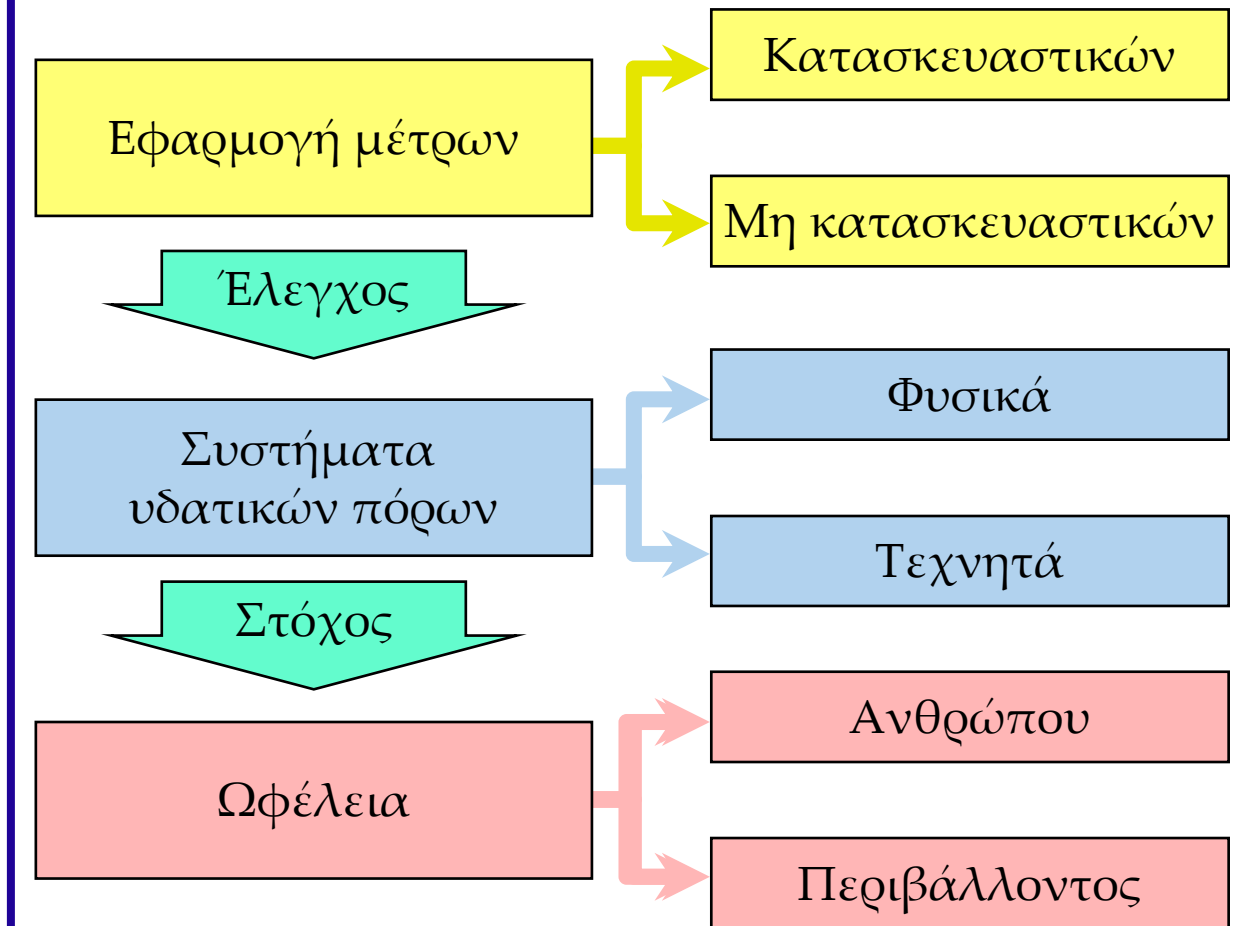 Κατασκευαστικών
Εφαρμογή μέτρων
Μη κατασκευαστικών
Έλεγχος
Φυσικά
Συστήματα
υδατικών πόρων
Τεχνητά
Στόχος
Ανθρώπου
Ωφέλεια
Περιβάλλοντος